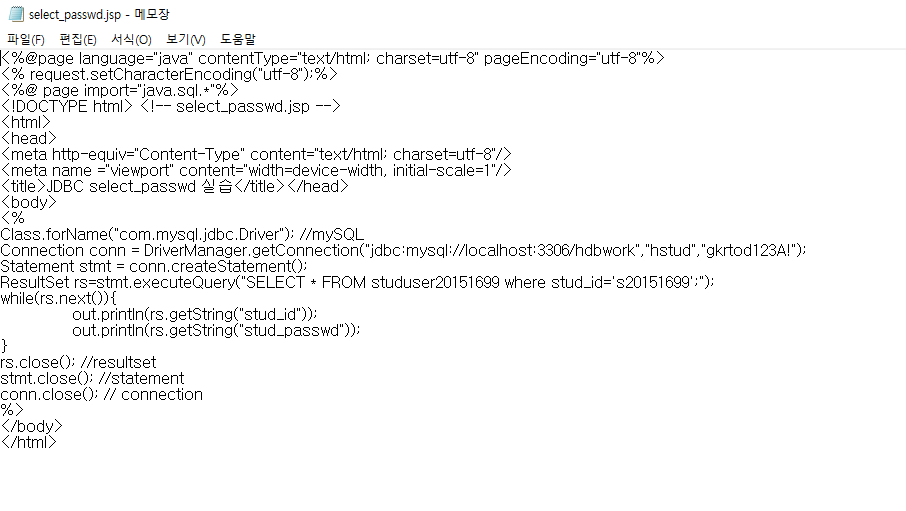 select_passwd.jsp - 메모장
파일(F) 편집(E) 서식(O) 보기(V) 도움말
<%@page language="java" contentType="text/html; charset=utf-8" pageEncoding="utf-8"%>
<% request.setCharacterEncoding("utf-8");%>
<%@ page import="java.sql.*"%>
<!DOCTYPE html> <!-- select_passwd.jsp -->
<html>
<head>
<meta http-equiv="Content-Type" content="text/html; charset=utf-8"/>
<meta name ="viewport" content="width=device-width, initial-scale=1"/>
<title>JDBC select_passwd 실습</title></head>
<body>
<%
Class.forName("com.mysql.jdbc.Driver"); //mySQL
Connection conn = DriverManager.getConnection("jdbc:mysql://localhost:3306/hdbwork","hstud","gkrtod123A!");
Statement stmt = conn.createStatement();
ResultSet rs=stmt.executeQuery("SELECT * FROM studuser20151699 where stud_id='s20151699';");
while(rs.next()){
out.println(rs.getString("stud_id"));
out.println(rs.getString("stud_passwd"));
}
rs.close(); //resultset
stmt.close(); //statement
conn.close(); // connection
%>
</body>
</html>